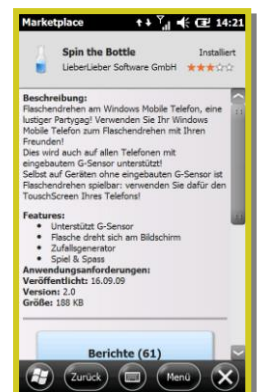 Marketplace 14:21
Spin the Bottle Installiert
LieberLieber Software GmbH
Beschreibung:
Flaschendrehen am Windows Mobile Telefon, eine
lustiger Partygag! Verwenden Sie Ihr Windows
Mobile Telefon zum Flaschendrehen mit Ihren
Freunden!
Dies wird auch auf allen Telefonen mit
eingebautem G-Sensor unterstützt!
Selbst auf Geräten ohne eingebauten G-Sensor ist
Flaschendrehen spielbar: verwenden Sie dafür den
TouschScreen Ihres Telefons!
Features:
• Unterstützt G-Sensor
• Flasche dreht sich am Bildschirm
• Zufallsgenerator
• Spiel & Spass
Anwendungsanforderungen:
Veröffentlicht: 16.09.09
Version: 2.0
Größe: 188 KB
Berichte (61)
Zurück Menü